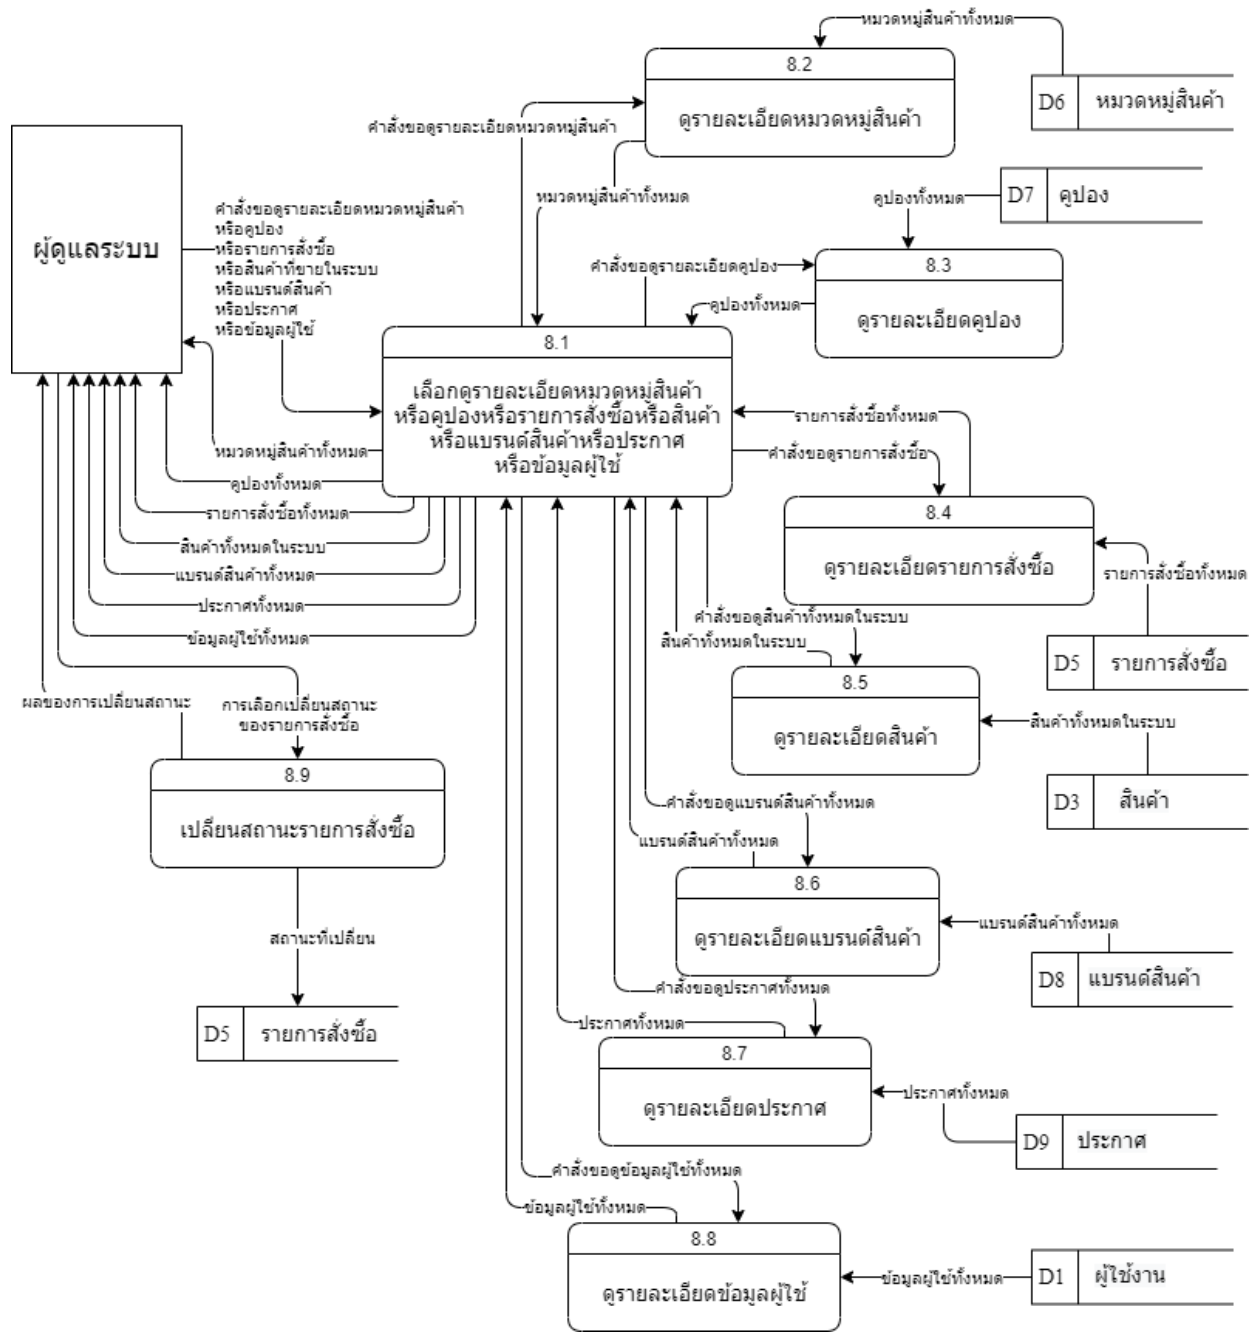 หมวดหมู่สินค้าทั้งหมด
8.2
ดูรายละเอียดหมวดหมู่สินค้า
D6 หมวดหมู่สินค้า
คำสั่งขอดูรายละเอียดหมวดหมู่สินค้า
หมวดหมู่สินค้าทั้งหมด
ผู้ดูแลระบบ
คำสั่งขอดูรายละเอียดหมวดหมู่สินค้า
หรือคูปอง
หรือรายการสั่งซื้อ
หรือสินค้าที่ขายในระบบ
หรือแบรนด์สินค้า
หรือประกาศ
หรือข้อมูลผู้ใช้
D7 คูปอง
คูปองทั้งหมด
คำสั่งขอดูรายละเอียดคูปอง
8.3
ดูรายละเอียดคูปอง
คูปองทั้งหมด
8.1
เลือกดูรายละเอียดหมวดหมู่สินค้า
หรือคูปองหรือรายการสั่งซื้อหรือสินค้า
หรือแบรนด์สินค้าหรือประกาศ
หรือข้อมูลผู้ใช้
หมวดหมู่สินค้าทั้งหมด
คูปองทั้งหมด
รายการสั่งซื้อทั้งหมด
สินค้าทั้งหมดในระบบ
แบรนด์สินค้าทั้งหมด
ประกาศทั้งหมด
ข้อมูลผู้ใช้ทั้งหมด
รายการสั่งซื้อทั้งหมด
คำสั่งขอดูรายการสั่งซื้อ
8.4
ดูรายละเอียดรายการสั่งซื้อ
รายการสั่งซื้อทั้งหมด
D5 รายการสั่งซื้อ
คำสั่งขอดูสินค้าทั้งหมดในระบบ
สินค้าทั้งหมดในระบบ
8.5
ดูรายละเอียดสินค้า
สินค้าทั้งหมดในระบบ
D3 สินค้า
ผลของการเปลี่ยนสถานะ
การเลือกเปลี่ยนสถานะ
ของรายการสั่งซื้อ
8.9
เปลี่ยนสถานะรายการสั่งซื้อ
สถานะที่เปลี่ยน
D5 รายการสั่งซื้อ
คำสั่งขอดูแบรนด์สินค้าทั้งหมด
แบรนด์สินค้าทั้งหมด
8.6
ดูรายละเอียดแบรนด์สินค้า
แบรนด์สินค้าทั้งหมด
D8 แบรนด์สินค้า
คำสั่งขอดูประกาศทั้งหมด
ประกาศทั้งหมด
8.7
ดูรายละเอียดประกาศ
ประกาศทั้งหมด
D9 ประกาศ
คำสั่งขอดูข้อมูลผู้ใช้ทั้งหมด
ข้อมูลผู้ใช้ทั้งหมด
8.8
ดูรายละเอียดข้อมูลผู้ใช้
ข้อมูลผู้ใช้ทั้งหมด
D1 ผู้ใช้งาน